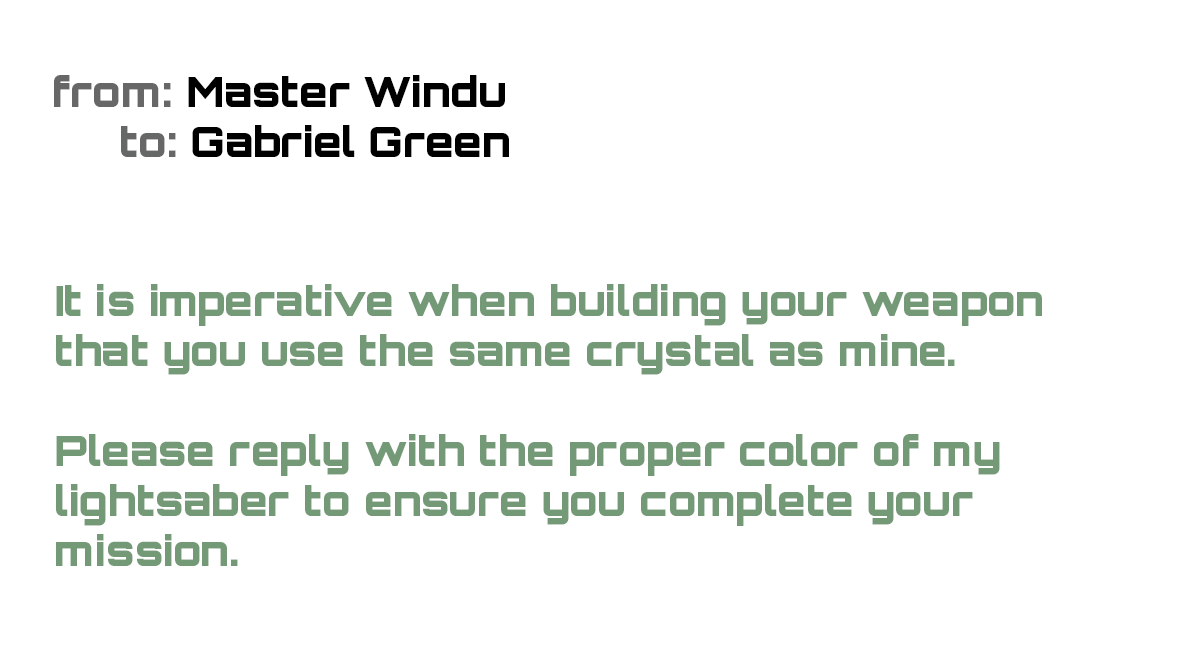 from: Master Windu
to: Gabriel Green
It is imperative when building your weapon
that you use the same crystal as mine.
Please reply with the proper color of my
lightsaber to ensure you complete your
mission.